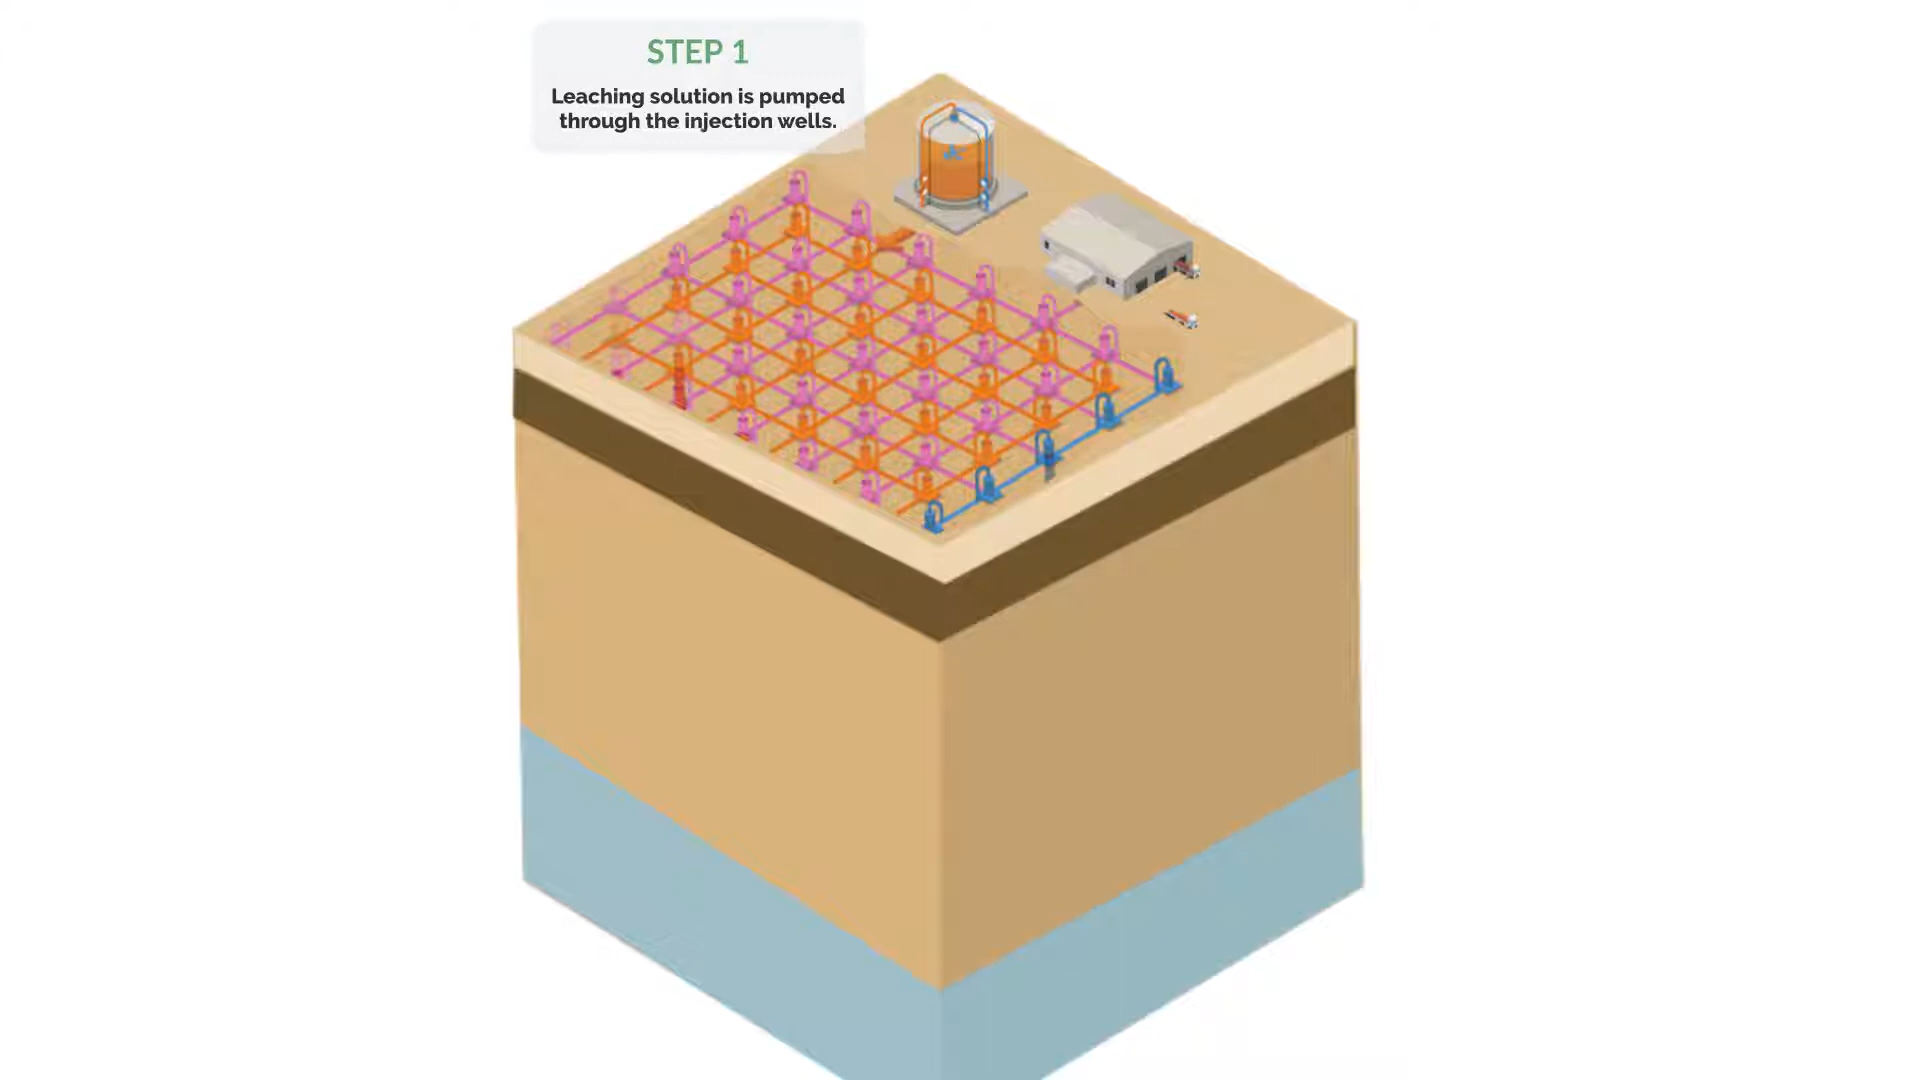 STEP 1
Leaching solution is pumped
through the injection wells.